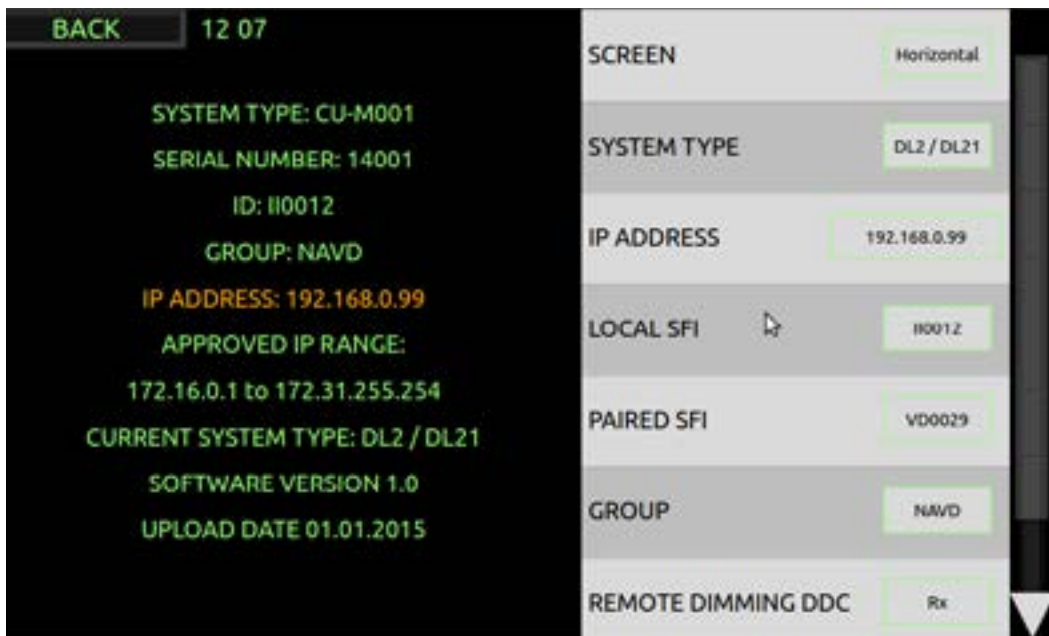 BACK
12 07
SYSTEM TYPE: CU-M001
SERIAL NUMBER: 14001
ID: II0012
GROUP: NAVD
IP ADDRESS: 192.168.0.99
APPROVED IP RANGE:
172.16.0.1 to 172.31.255.254
CURRENT SYSTEM TYPE: DL2 / DL21
SOFTWARE VERSION 1.0
UPLOAD DATE 01.01.2015
SCREEN Horizontal
SYSTEM TYPE DL2 / DL21
IP ADDRESS 192.168.0.99
LOCAL SFI II0012
PAIRED SFI VD0029
GROUP NAVD
REMOTE DIMMING DDC Rx